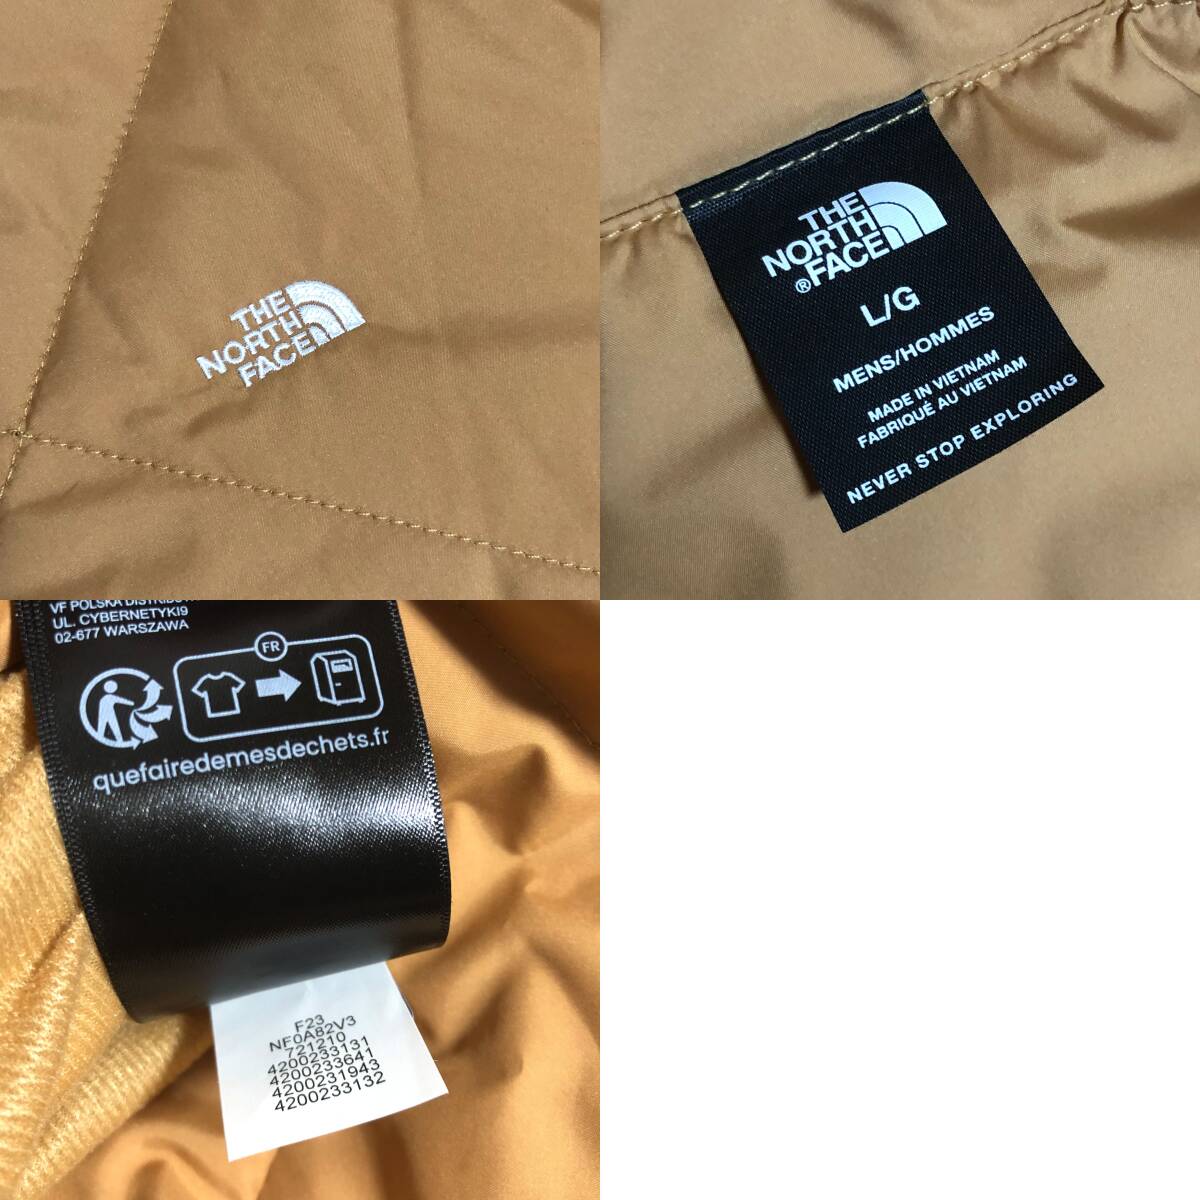 THE
NORTH
FACE
THE
NORTH
®FACE
L/G
MENS/HOMMES
MADE IN VIETNAM
FABRIQUÉ AU VIETNAM
NEVER STOP EXPLORING
VF POLSKA
UL. CYBERNETYKI9
02-677 WARSZAWA
FR
quefairedemesdechets.fr
F23
NF0A82V3
721210
4200233131
4200233641
4200231943
4200233132